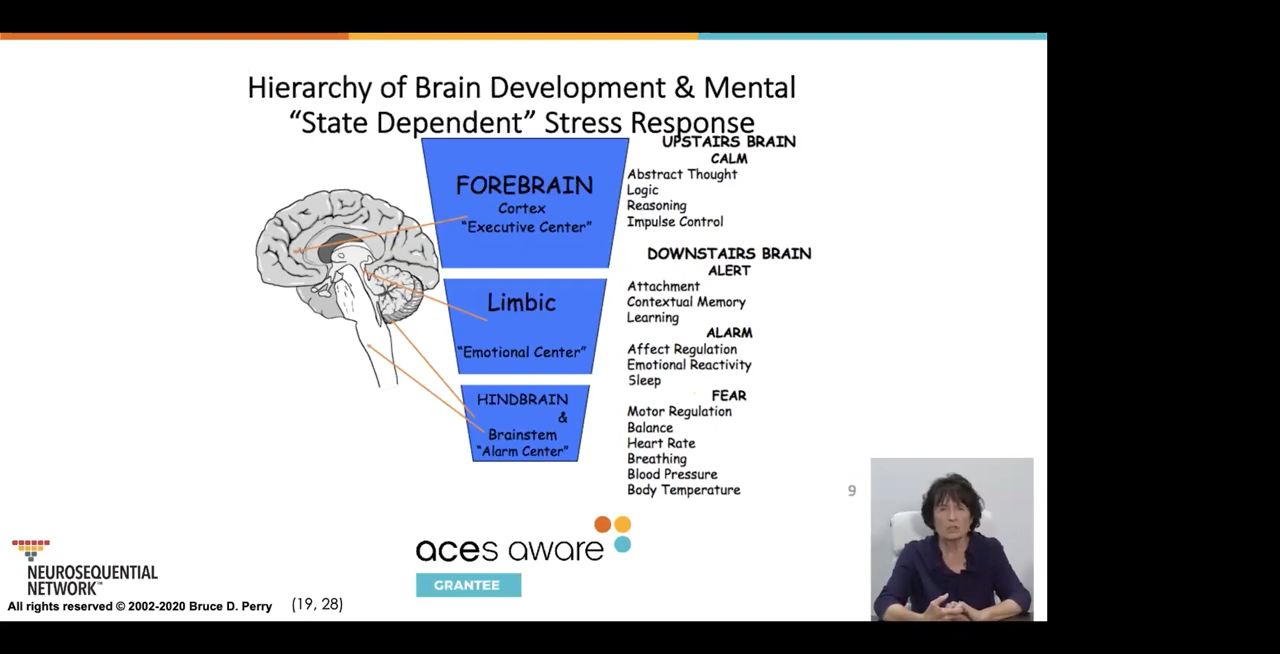 Hierarchy of Brain Development & Mental
“State Dependent” Stress Response
FOREBRAIN
Cortex
“Executive Center”
Limbic
“Emotional Center”
HINDBRAIN
&
Brainstem
“Alarm Center”
UPSTAIRS BRAIN
CALM
Abstract Thought
Logic
Reasoning
Impulse Control
DOWNSTAIRS BRAIN
ALERT
Attachment
Contextual Memory
Learning
ALARM
Affect Regulation
Emotional Reactivity
Sleep
FEAR
Motor Regulation
Balance
Heart Rate
Breathing
Blood Pressure
Body Temperature
9
NEUROSEQUENTIAL
NETWORK™
All rights reserved © 2002-2020 Bruce D. Perry (19, 28)
aces aware
GRANTEE